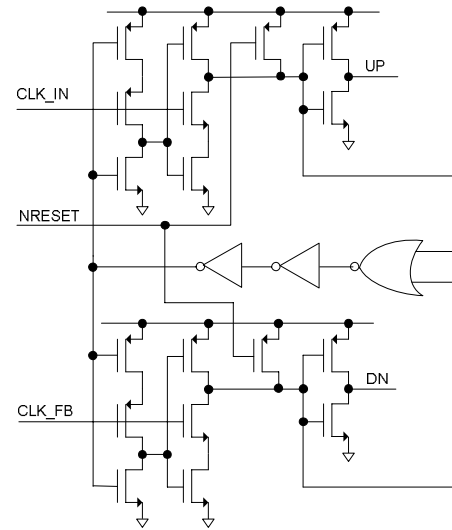 UP
CLK_IN
NRESET
DN
CLK_FB